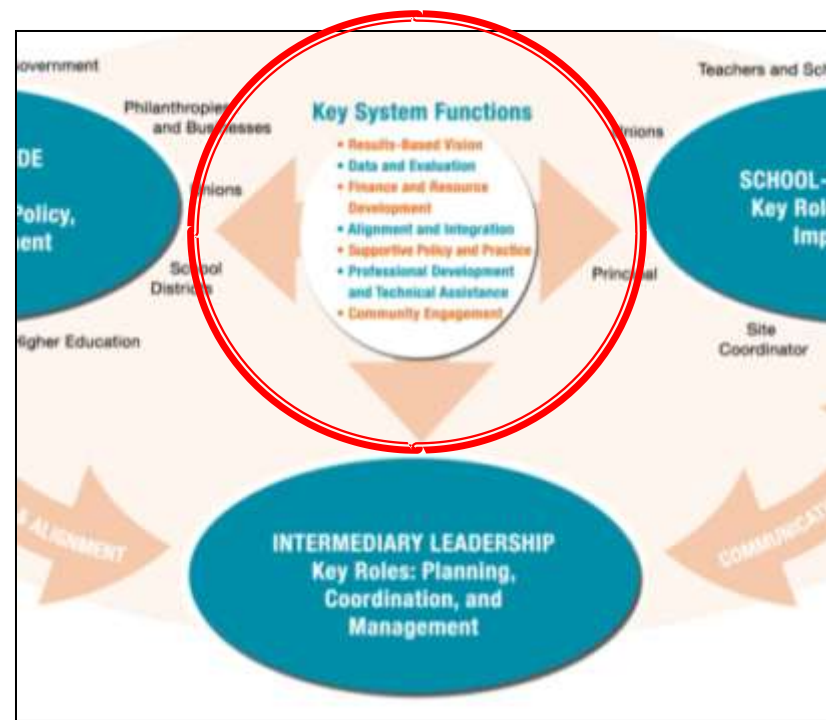 overnment
Teachers and Sch
Philanthropies
and Businesses
Key System Functions
Unions
• Results-Based Vision
• Data and Evaluation
• Finance and Resource
Development
• Alignment and Integration
• Supportive Policy and Practice
• Professional Development
and Technical Assistance
• Community Engagement
DE
Policy,
ent
Unions
School
Districts
Higher Education
SCHOOL-
Key Rol
Imp
Principal
Site
Coordinator
& ALIGNMENT
COMMUNICAT
INTERMEDIARY LEADERSHIP
Key Roles: Planning,
Coordination, and
Management